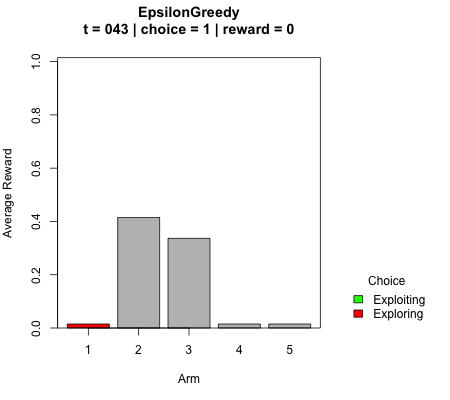 EpsilonGreedy
t = 043 | choice = 1 | reward = 0
Average Reward
1.0
0.8
0.6
0.4
0.2
0.0
1 2 3 4 5
Arm
Choice
Exploiting
Exploring